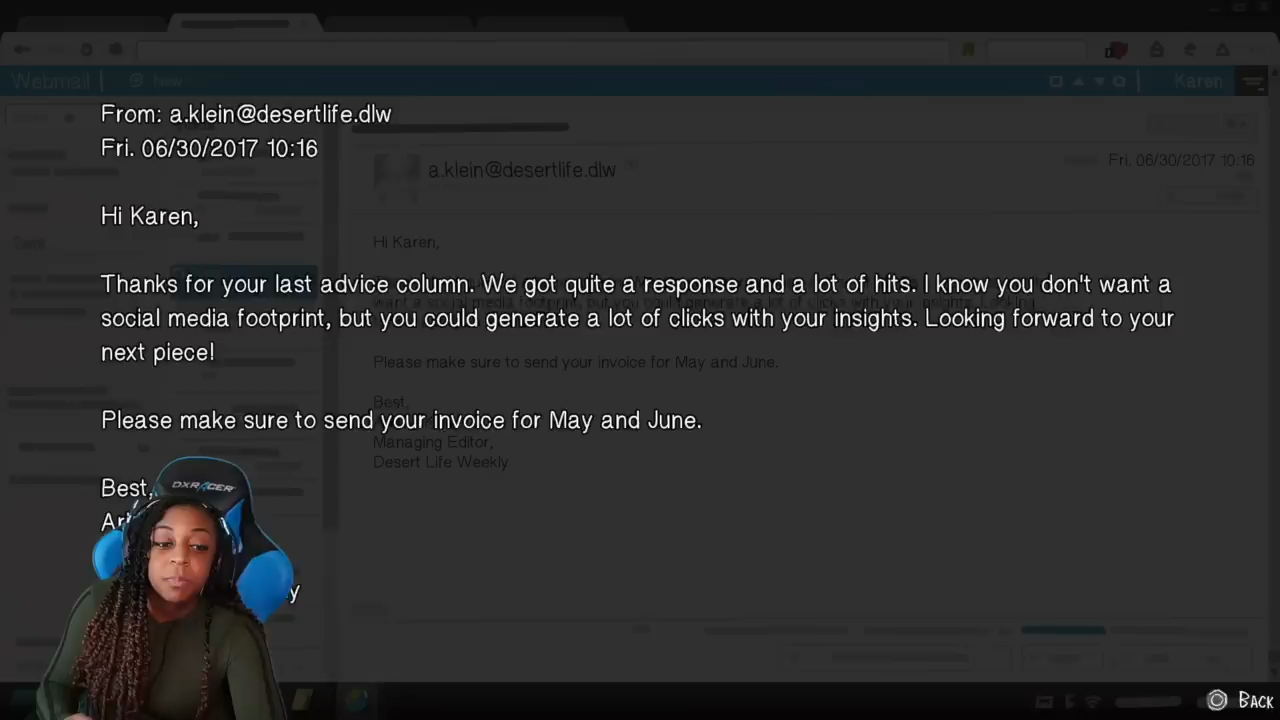 Webmail
New
Karen
From: a.klein@desertlife.dlw
Fri. 06/30/2017 10:16
Hi Karen,
Thanks for your last advice column. We got quite a response and a lot of hits. I know you don't want a
social media footprint, but you could generate a lot of clicks with your insights. Looking forward to your
next piece!
Please make sure to send your invoice for May and June.
Best,
a.klein@desertlife.dlw
Fri. 06/30/2017 10:16
Hi Karen,
Please make sure to send your invoice for May and June.
Best,
Managing Editor,
Desert Life Weekly
DXRACER
Back